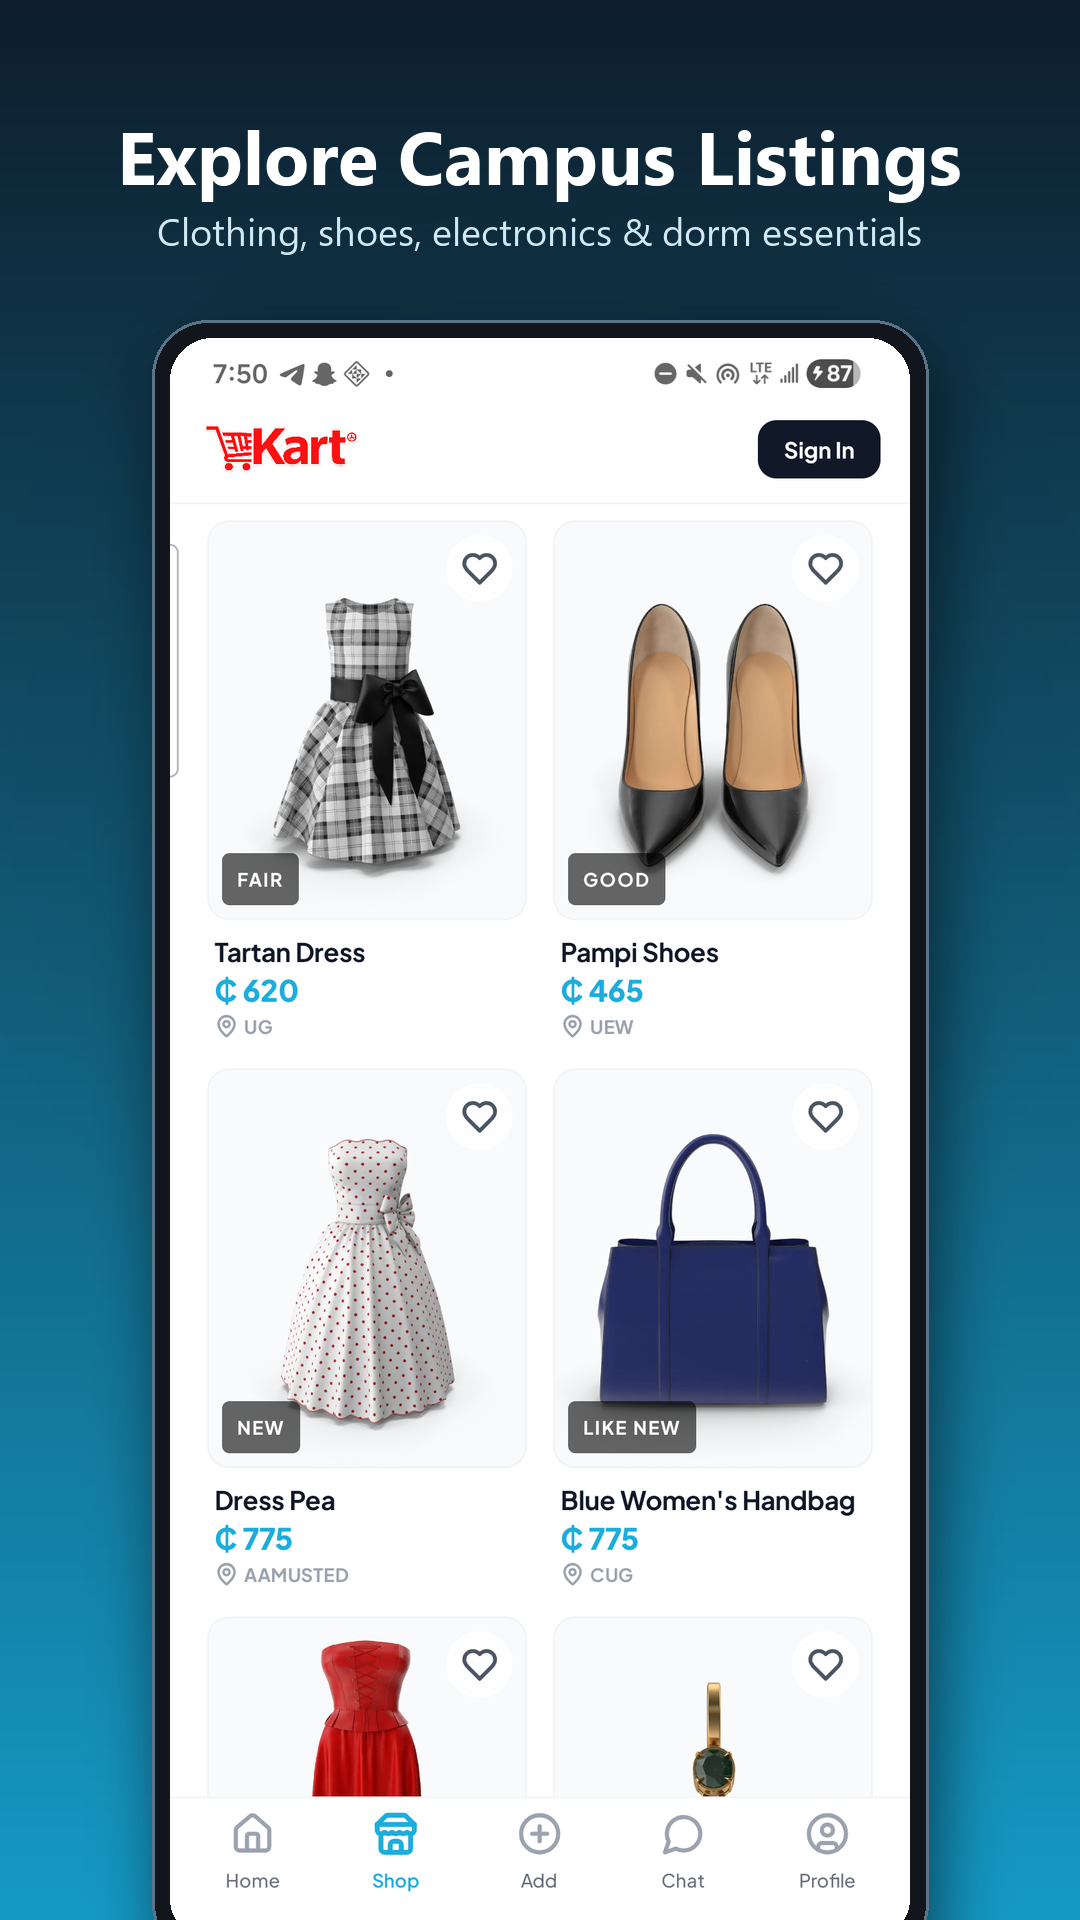 Explore Campus Listings
Clothing, shoes, electronics & dorm essentials
7:50
LTE
87
Kart
Sign In
FAIR
GOOD
Tartan Dress
Pampi Shoes
₵ 620
₵ 465
UG
UEW
NEW
LIKE NEW
Dress Pea
Blue Women's Handbag
₵ 775
₵ 775
AAMUSTED
CUG
Home
Shop
Add
Chat
Profile